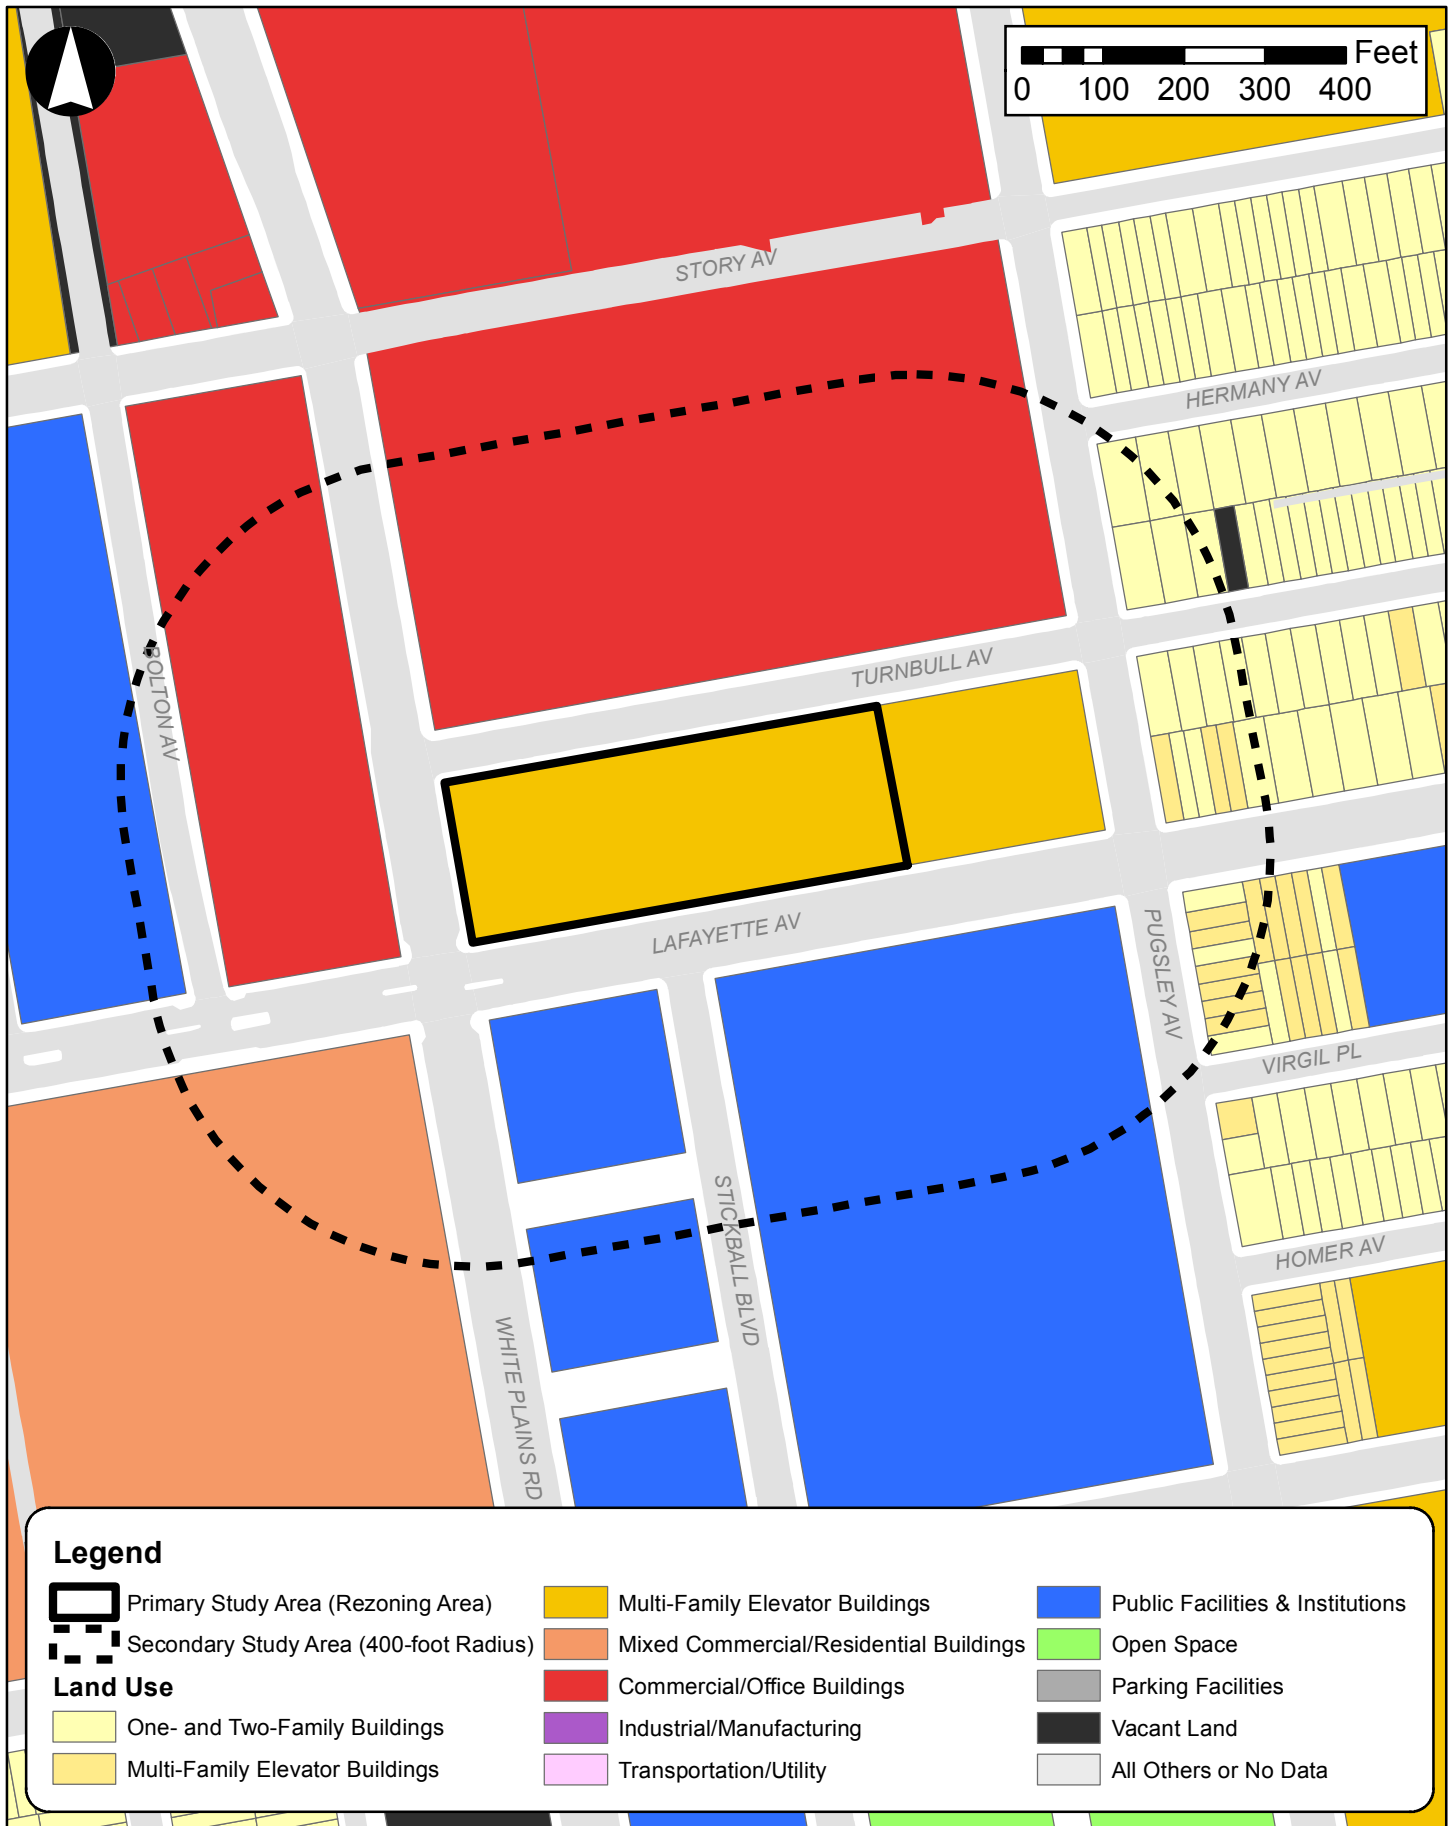 Feet
0 100 200 300 400
STORY AV
HERMANY AV
TURNBULL AV
BOLTON AV
LAFAYETTE AV
PUGSLEY AV
VIRGIL PL
STICKBALL BLVD
HOMER AV
WHITE PLAINS RD
Legend
Primary Study Area (Rezoning Area)
Secondary Study Area (400-foot Radius)
Land Use
One- and Two-Family Buildings
Multi-Family Elevator Buildings
Multi-Family Elevator Buildings
Mixed Commercial/Residential Buildings
Commercial/Office Buildings
Industrial/Manufacturing
Transportation/Utility
Public Facilities & Institutions
Open Space
Parking Facilities
Vacant Land
All Others or No Data